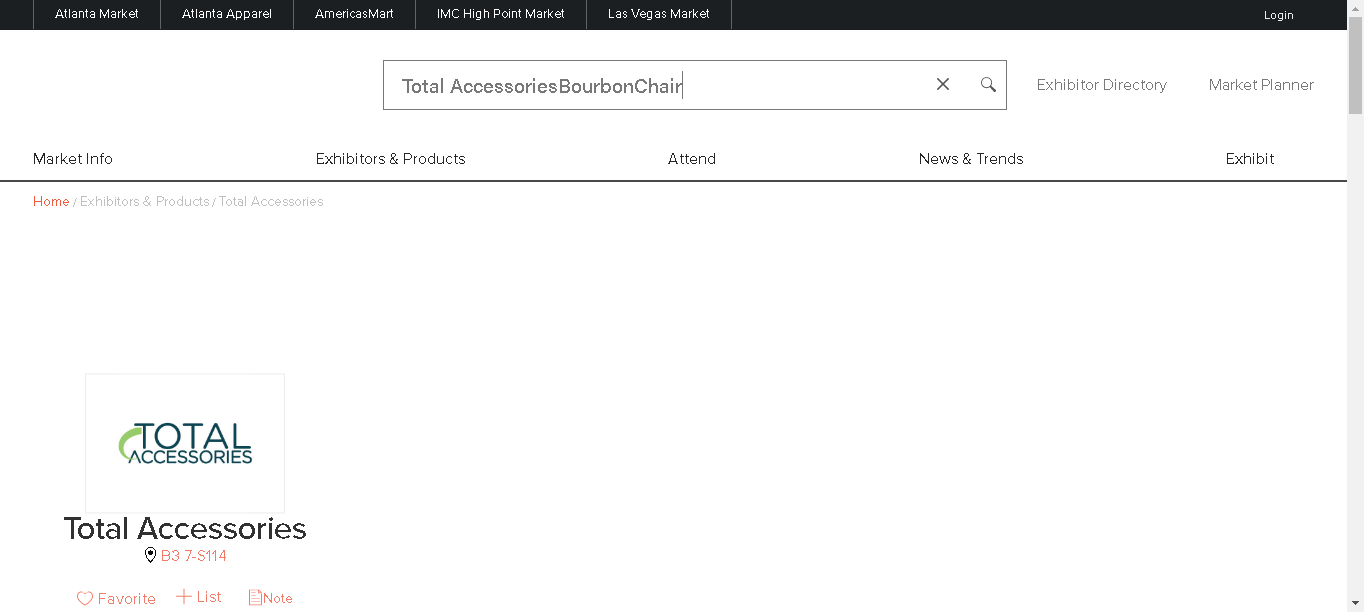 Atlanta Market Atlanta Apparel AmericasMart IMC High Point Market Las Vegas Market Login
Total AccessoriesBourbonChair Exhibitor Directory Market Planner
Market Info Exhibitors & Products Attend News & Trends Exhibit
Home / Exhibitors & Products / Total Accessories
TOTAL
ACCESSORIES
Total Accessories
B3 7-S114
Favorite List Note